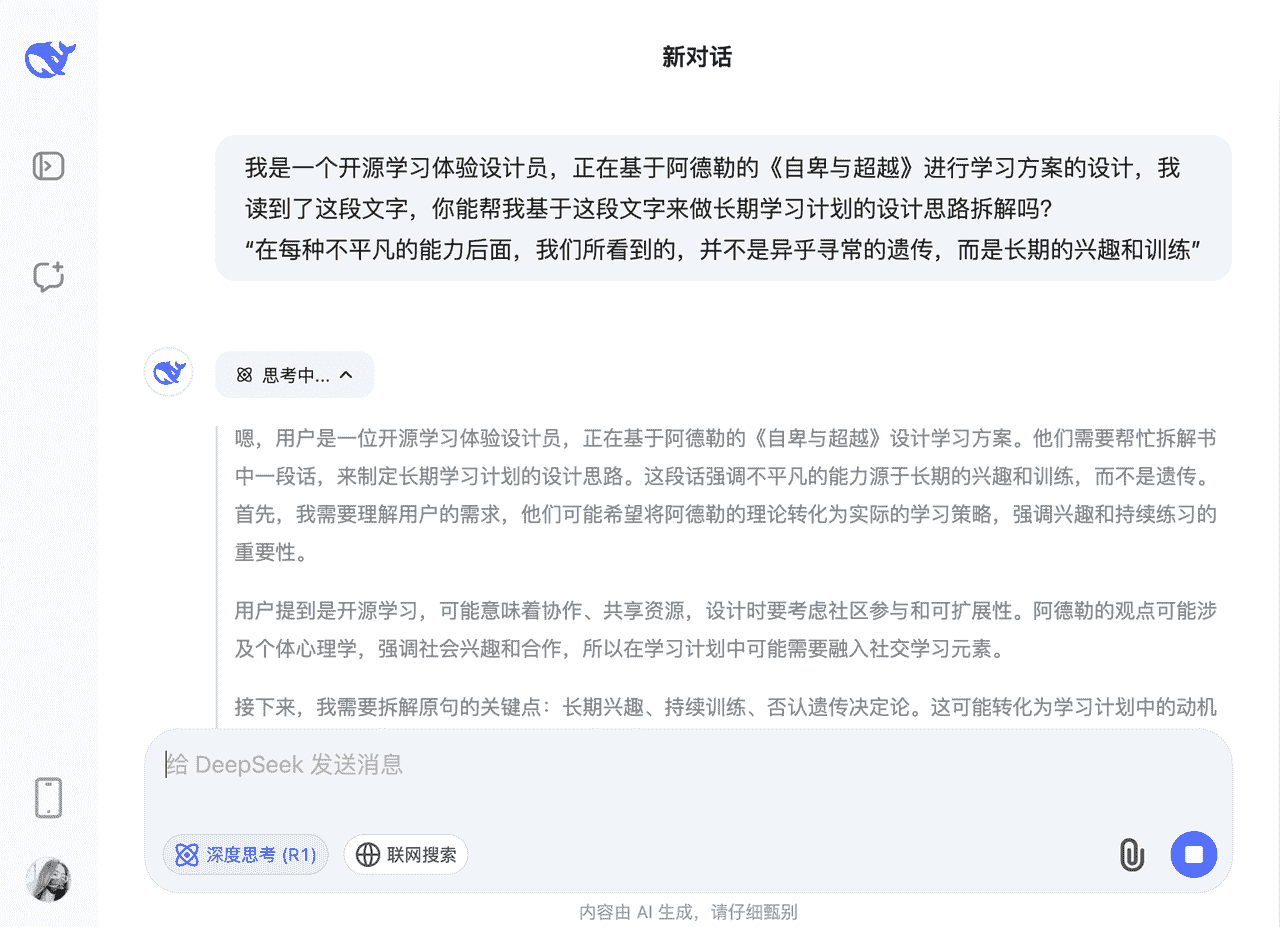 新对话
我是一个开源学习体验设计员，正在基于阿德勒的《自卑与超越》进行学习方案的设计，我
读到了这段文字，你能帮我基于这段文字来做长期学习计划的设计思路拆解吗？
“在每种不平凡的能力后面，我们所看到的，并不是异乎寻常的遗传，而是长期的兴趣和训练”
思考中...
嗯，用户是一位开源学习体验设计员，正在基于阿德勒的《自卑与超越》设计学习方案。他们需要帮忙拆解书
中一段话，来制定长期学习计划的设计思路。这段话强调不平凡的能力源于长期的兴趣和训练，而不是遗传。
首先，我需要理解用户的需求，他们可能希望将阿德勒的理论转化为实际的学习策略，强调兴趣和持续练习的
重要性。
用户提到是开源学习，可能意味着协作、共享资源，设计时要考虑社区参与和可扩展性。阿德勒的观点可能涉
及个体心理学，强调社会兴趣和合作，所以在学习计划中可能需要融入社交学习元素。
接下来，我需要拆解原句的关键点：长期兴趣、持续训练、否认遗传决定论。这可能转化为学习计划中的动机
给 DeepSeek 发送消息
深度思考 (R1)
联网搜索
内容由 AI 生成，请仔细甄别